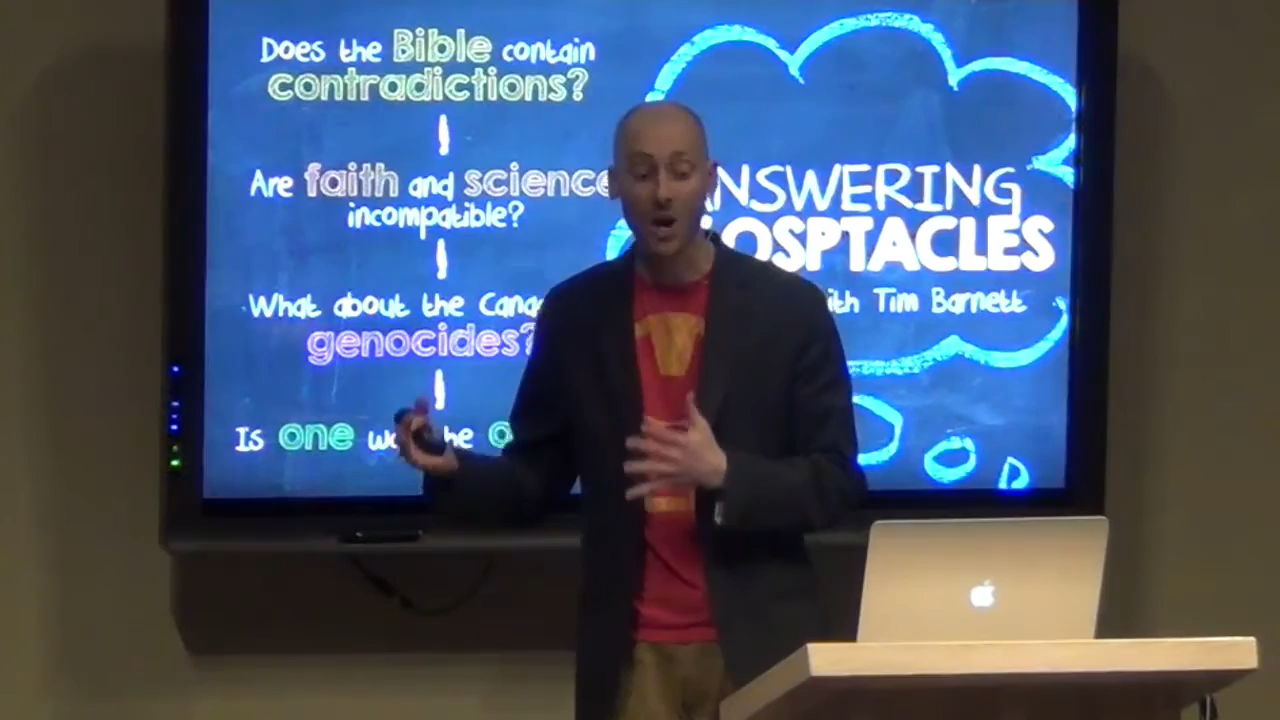 Does the Bible contain
contradictions?
Are faith and science
incompatible?
What about the
genocides?
Is one
ANSWERING
OSPTACLES
with Tim Barnett